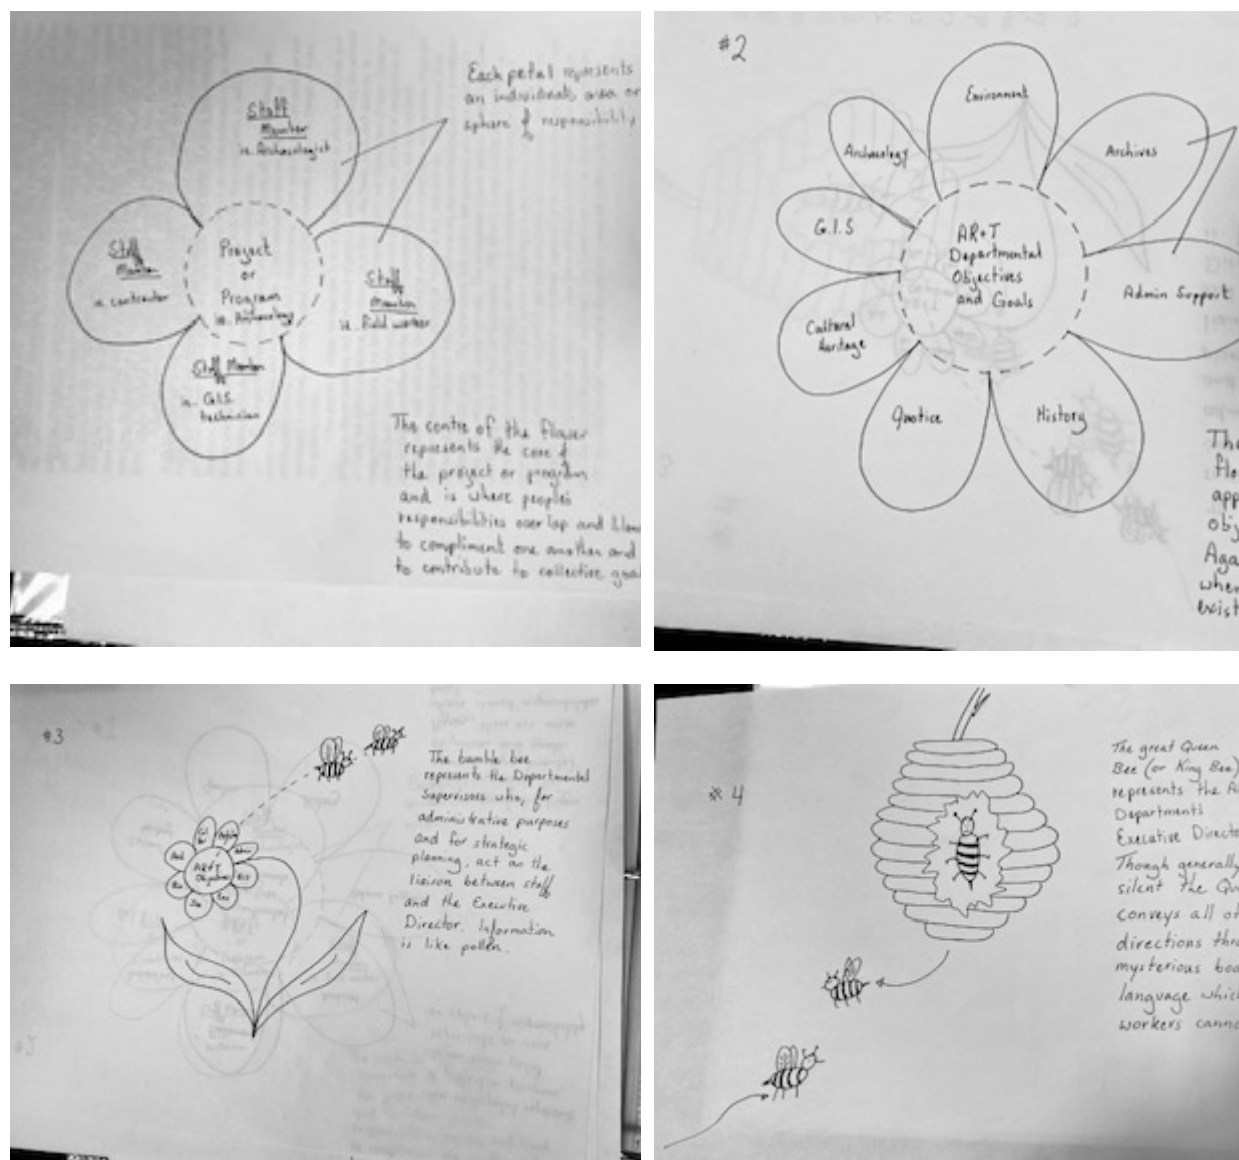 Staff
Member
ie. Archaeologist
Each petal represents
an individuals area or
sphere of responsibility
Staff
Member
ie. contractor
Project
or
Program
ie. Archaeology
Staff
Member
ie. Field worker
Staff Member
ie. G.I.S.
technician
The centre of the flower
represents the core of
the project or program
and is where peoples
responsibilities overlap and
to compliment one another and
to contribute to collective
#2
Environment
Archaeology
Archives
G.I.S
AR+T
Departmental
Objectives
and Goals
Admin Support
Cultural
Heritage
Qnotice
History
#3
The bumble bee
represents the Departmental
Supervisors who, for
administrative purposes
and for strategic
planning, act as the
liaison between staff
and the Executive
Director. Information
is like pollen.
AR+T
#4
The great Queen
Bee (or King Bee)
represents the
Departments
Executive
Though generally
silent the
conveys all of
directions
mysterious
language
workers